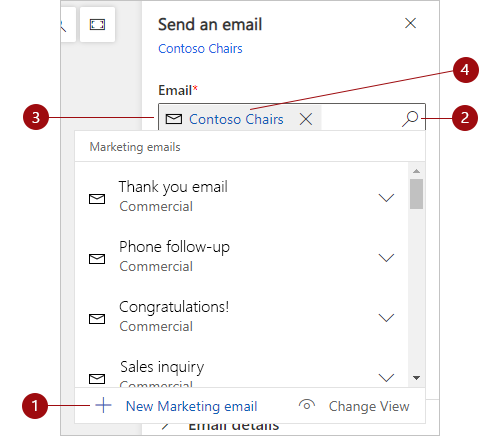 Send an email
Contoso Chairs
4
Email*
3
Contoso Chairs
2
Marketing emails
Thank you email
Commercial
Phone follow-up
Commercial
Congratulations!
Commercial
Sales inquiry
Commercial
1
New Marketing email
Change View
Email details